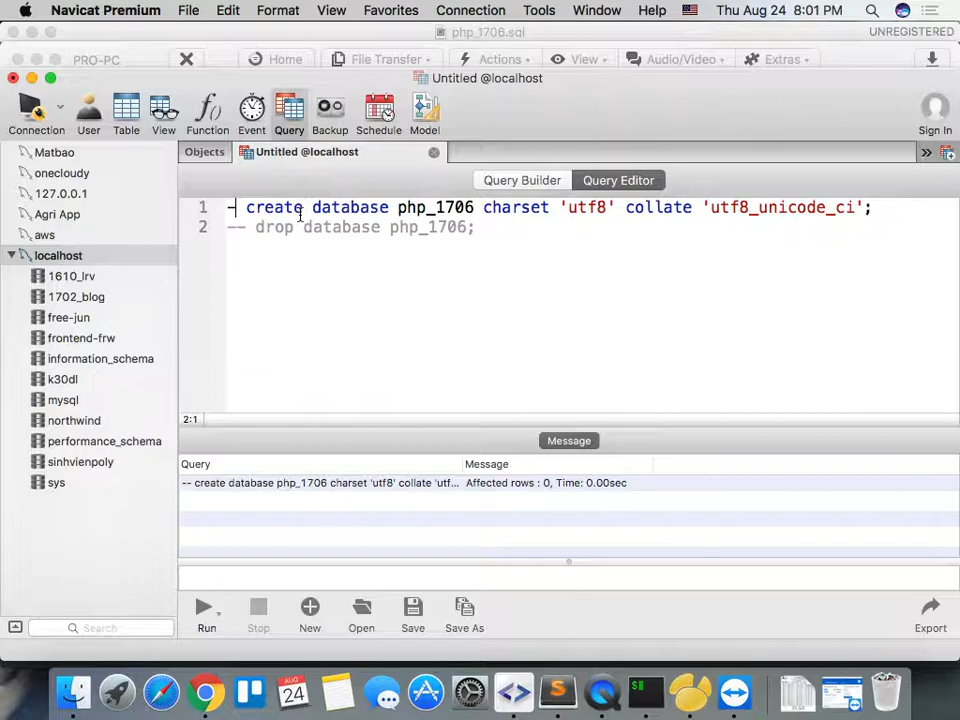 Navicat Premium File Edit Format View Favorites Connection Tools Window Help Thu Aug 24 8:01 PM
php_1706.sql UNREGISTERED
PRO-PC Home File Transfer Actions View Audio/Video Extras
Untitled @localhost
Connection User Table View Function Event Query Backup Schedule Model Sign In
Matbao Objects Untitled @localhost
onecloudy Query Builder Query Editor
127.0.0.1 1 - create database php_1706 charset 'utf8' collate 'utf8_unicode_ci';
Agri App 2 -- drop database php_1706;
aws
localhost
1610_lrv
1702_blog
free-jun
frontend-frw
information_schema
k30dl
mysql
northwind 2:1
performance_schema Message
sinhvienpoly Query Message
sys -- create database php_1706 charset 'utf8' collate 'utf... Affected rows : 0, Time: 0.00sec
Search Run Stop New Open Save Save As Export
AUG
24